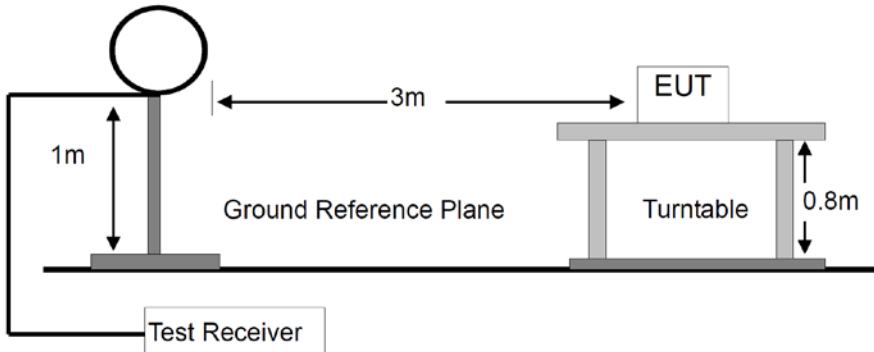 EUT
3m
1m
0.8m
Ground Reference Plane
Turntable
Test Receiver